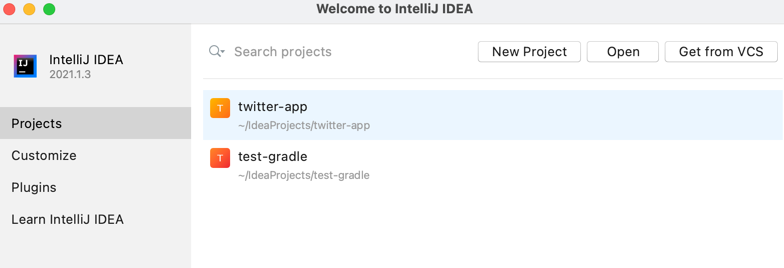 Welcome to IntelliJ IDEA
IJ
IntelliJ IDEA
2021.1.3
Search projects
New Project
Open
Get from VCS
Projects
Customize
Plugins
Learn IntelliJ IDEA
T
twitter-app
~/IdeaProjects/twitter-app
T
test-gradle
~/IdeaProjects/test-gradle